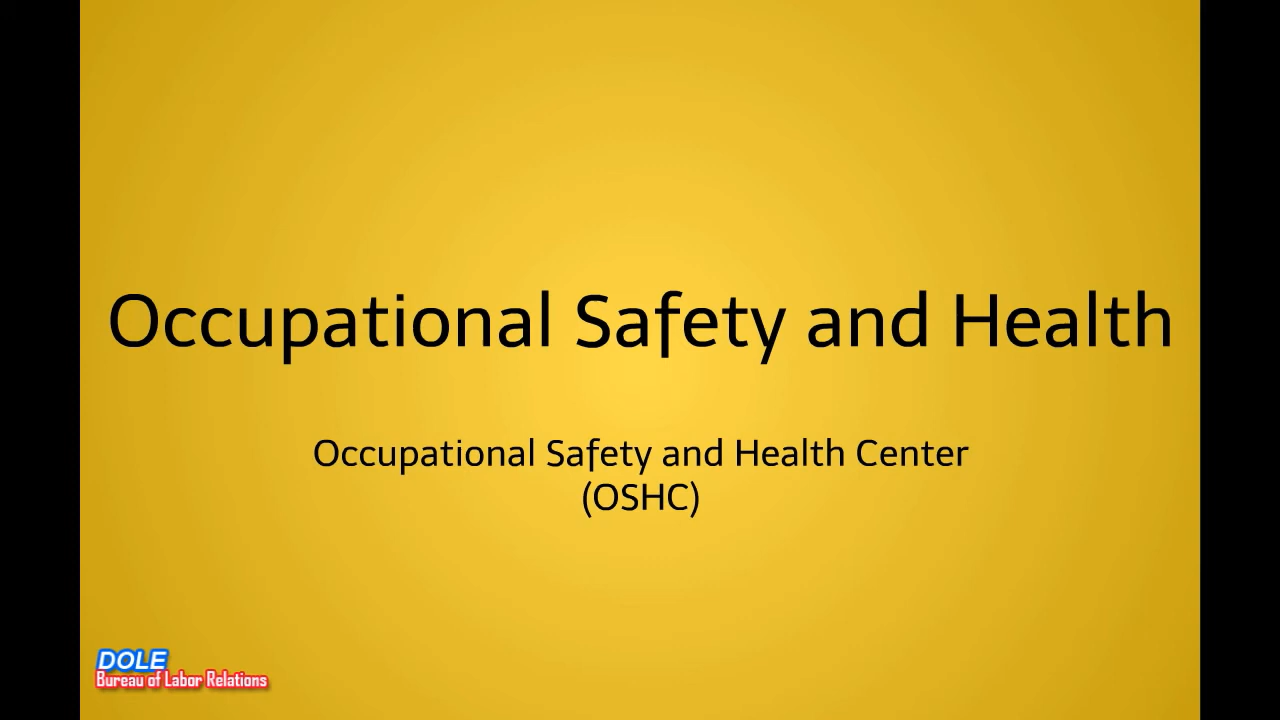 Occupational Safety and Health
Occupational Safety and Health Center
(OSHC)
DOLE
Bureau of Labor Relations